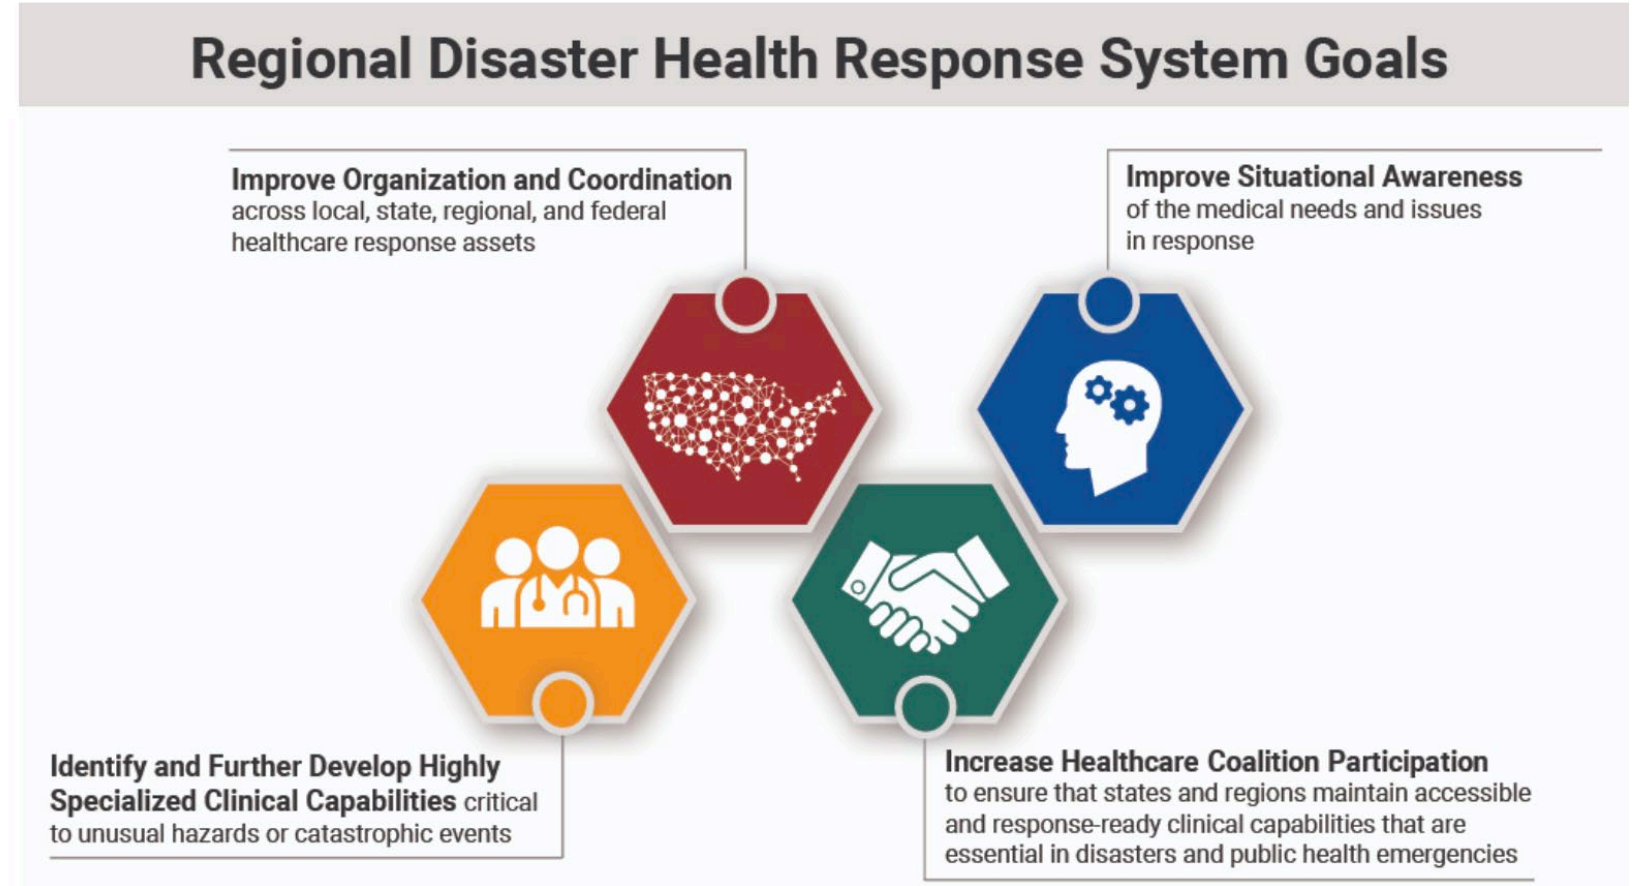 Regional Disaster Health Response System Goals
Improve Organization and Coordination
across local, state, regional, and federal
healthcare response assets
Improve Situational Awareness
of the medical needs and issues
in response
Identify and Further Develop Highly
Specialized Clinical Capabilities critical
to unusual hazards or catastrophic events
Increase Healthcare Coalition Participation
to ensure that states and regions maintain accessible
and response-ready clinical capabilities that are
essential in disasters and public health emergencies